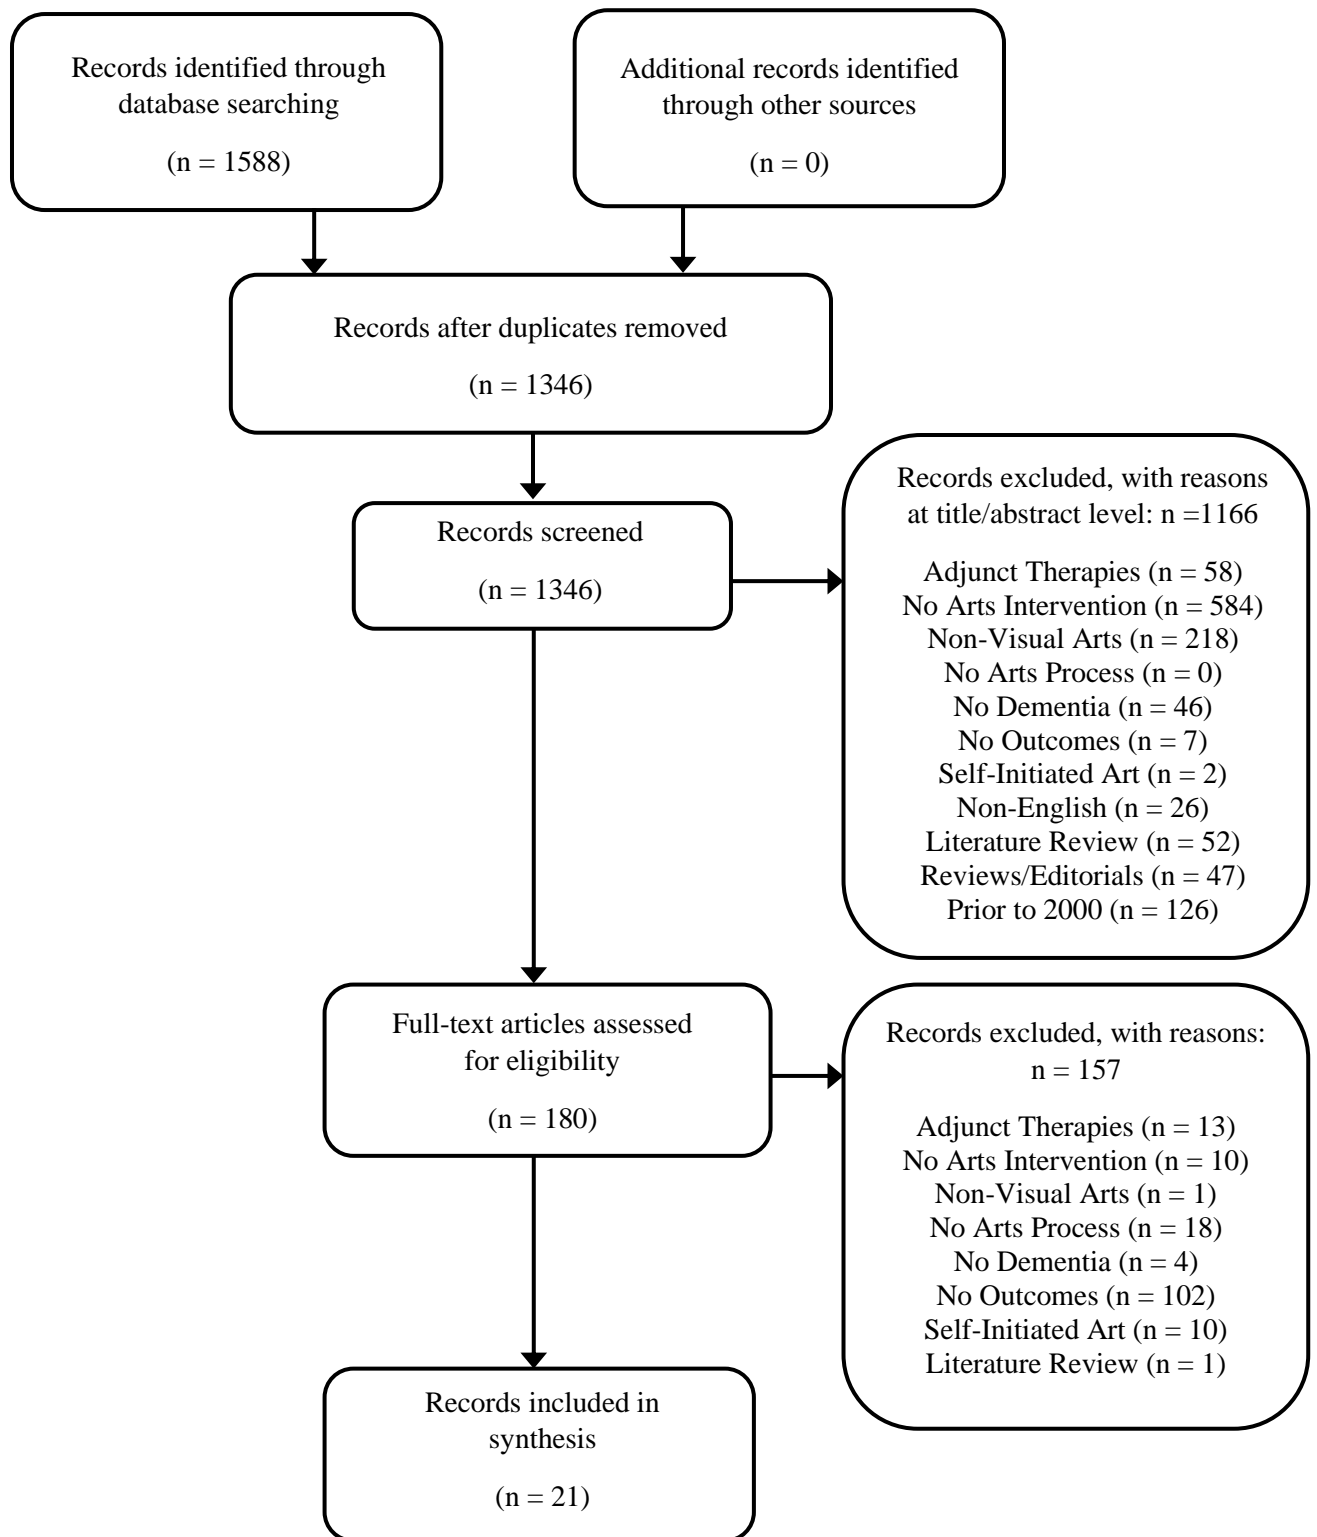 Records identified through
database searching
(n = 1588)
Additional records identified
through other sources
(n = 0)
Records after duplicates removed
(n = 1346)
Records screened
(n = 1346)
Records excluded, with reasons
at title/abstract level: n =1166
Adjunct Therapies (n = 58)
No Arts Intervention (n = 584)
Non-Visual Arts (n = 218)
No Arts Process (n = 0)
No Dementia (n = 46)
No Outcomes (n = 7)
Self-Initiated Art (n = 2)
Non-English (n = 26)
Literature Review (n = 52)
Reviews/Editorials (n = 47)
Prior to 2000 (n = 126)
Full-text articles assessed
for eligibility
(n = 180)
Records excluded, with reasons:
n = 157
Adjunct Therapies (n = 13)
No Arts Intervention (n = 10)
Non-Visual Arts (n = 1)
No Arts Process (n = 18)
No Dementia (n = 4)
No Outcomes (n = 102)
Self-Initiated Art (n = 10)
Literature Review (n = 1)
Records included in
synthesis
(n = 21)